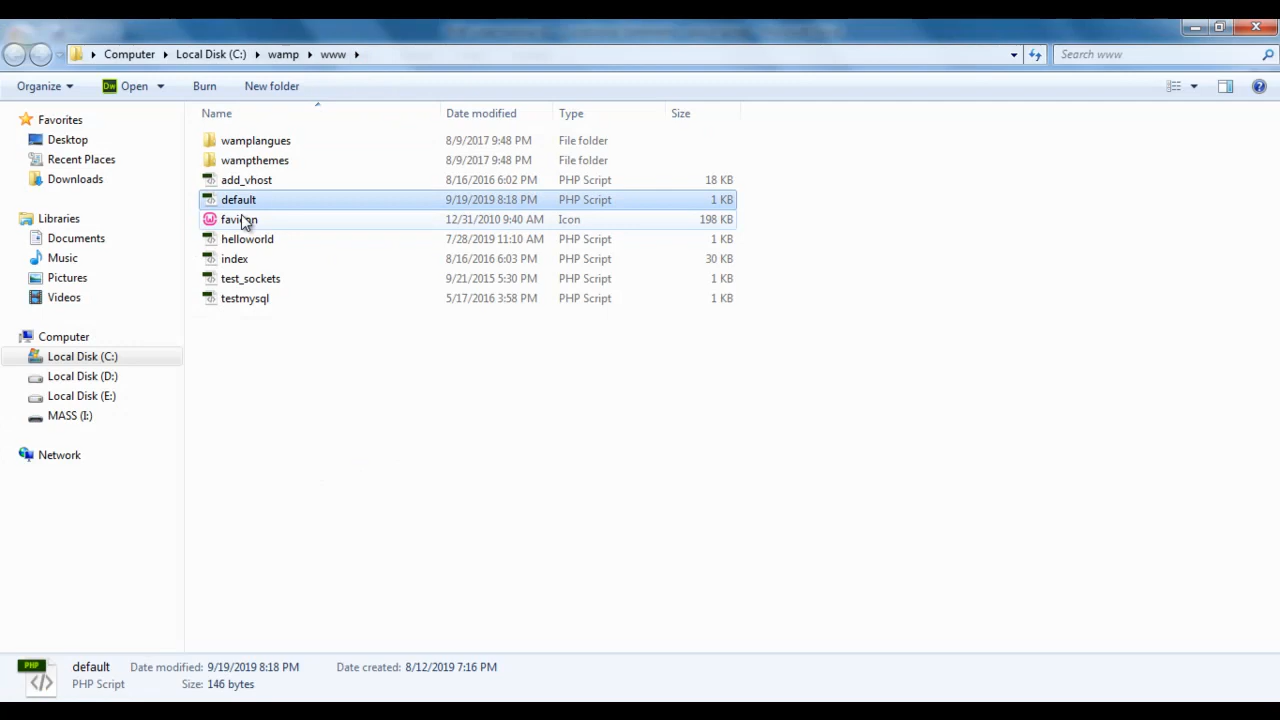 Computer Local Disk (C:) wamp www Search www
Organize Dw Open Burn New folder
Name Date modified Type Size
Favorites
Desktop
Recent Places
Downloads
Libraries
Documents
Music
Pictures
Videos
Computer
Local Disk (C:)
Local Disk (D:)
Local Disk (E:)
MASS (I:)
Network
wamplangues 8/9/2017 9:48 PM File folder
wampthemes 8/9/2017 9:48 PM File folder
add_vhost 8/16/2016 6:02 PM PHP Script 18 KB
default 9/19/2019 8:18 PM PHP Script 1 KB
favicon 12/31/2010 9:40 AM Icon 198 KB
helloworld 7/28/2019 11:10 AM PHP Script 1 KB
index 8/16/2016 6:03 PM PHP Script 30 KB
test_sockets 9/21/2015 5:30 PM PHP Script 1 KB
testmysql 5/17/2016 3:58 PM PHP Script 1 KB
PHP
default Date modified: 9/19/2019 8:18 PM Date created: 8/12/2019 7:16 PM
PHP Script Size: 146 bytes